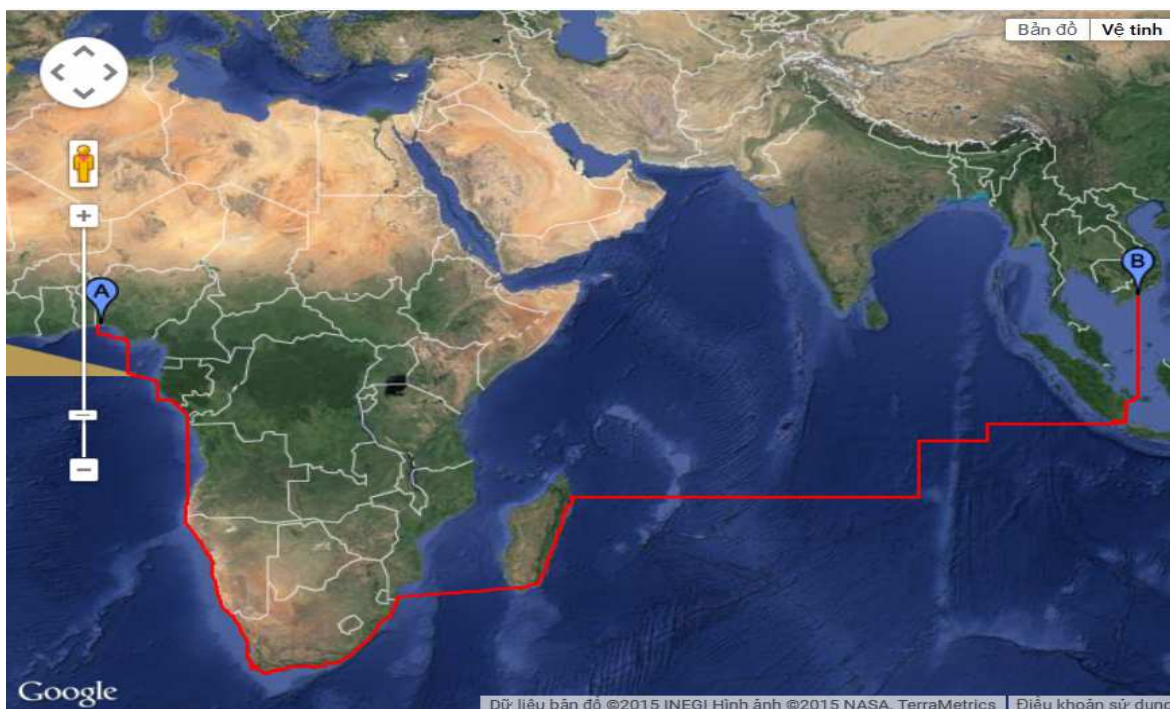 Bản đồ Vệ tinh
A
B
Google
Dữ liệu bản đồ ©2015 INEGI Hình ảnh ©2015 NASA, TerraMetrics Điều khoản sử dụng